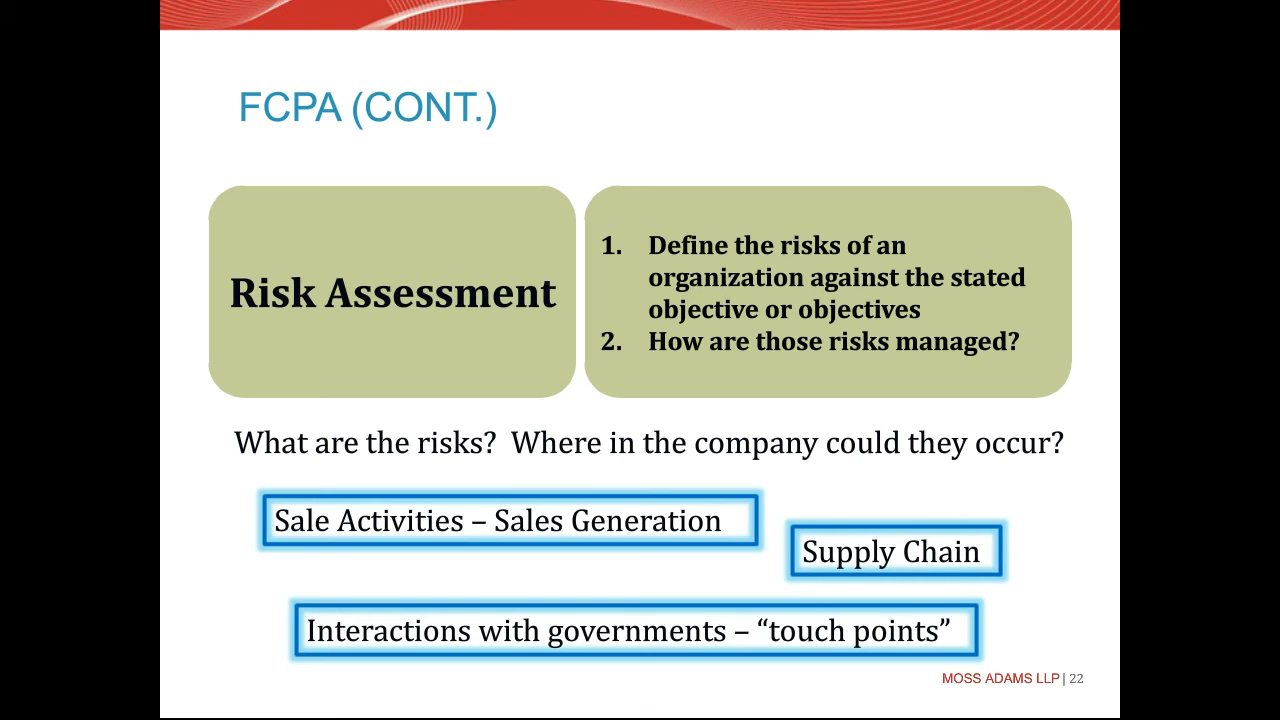 FCPA (CONT.)
Risk Assessment
1. Define the risks of an
organization against the stated
objective or objectives
2. How are those risks managed?
What are the risks?  Where in the company could they occur?
Sale Activities – Sales Generation
Supply Chain
Interactions with governments – “touch points”
MOSS ADAMS LLP | 22